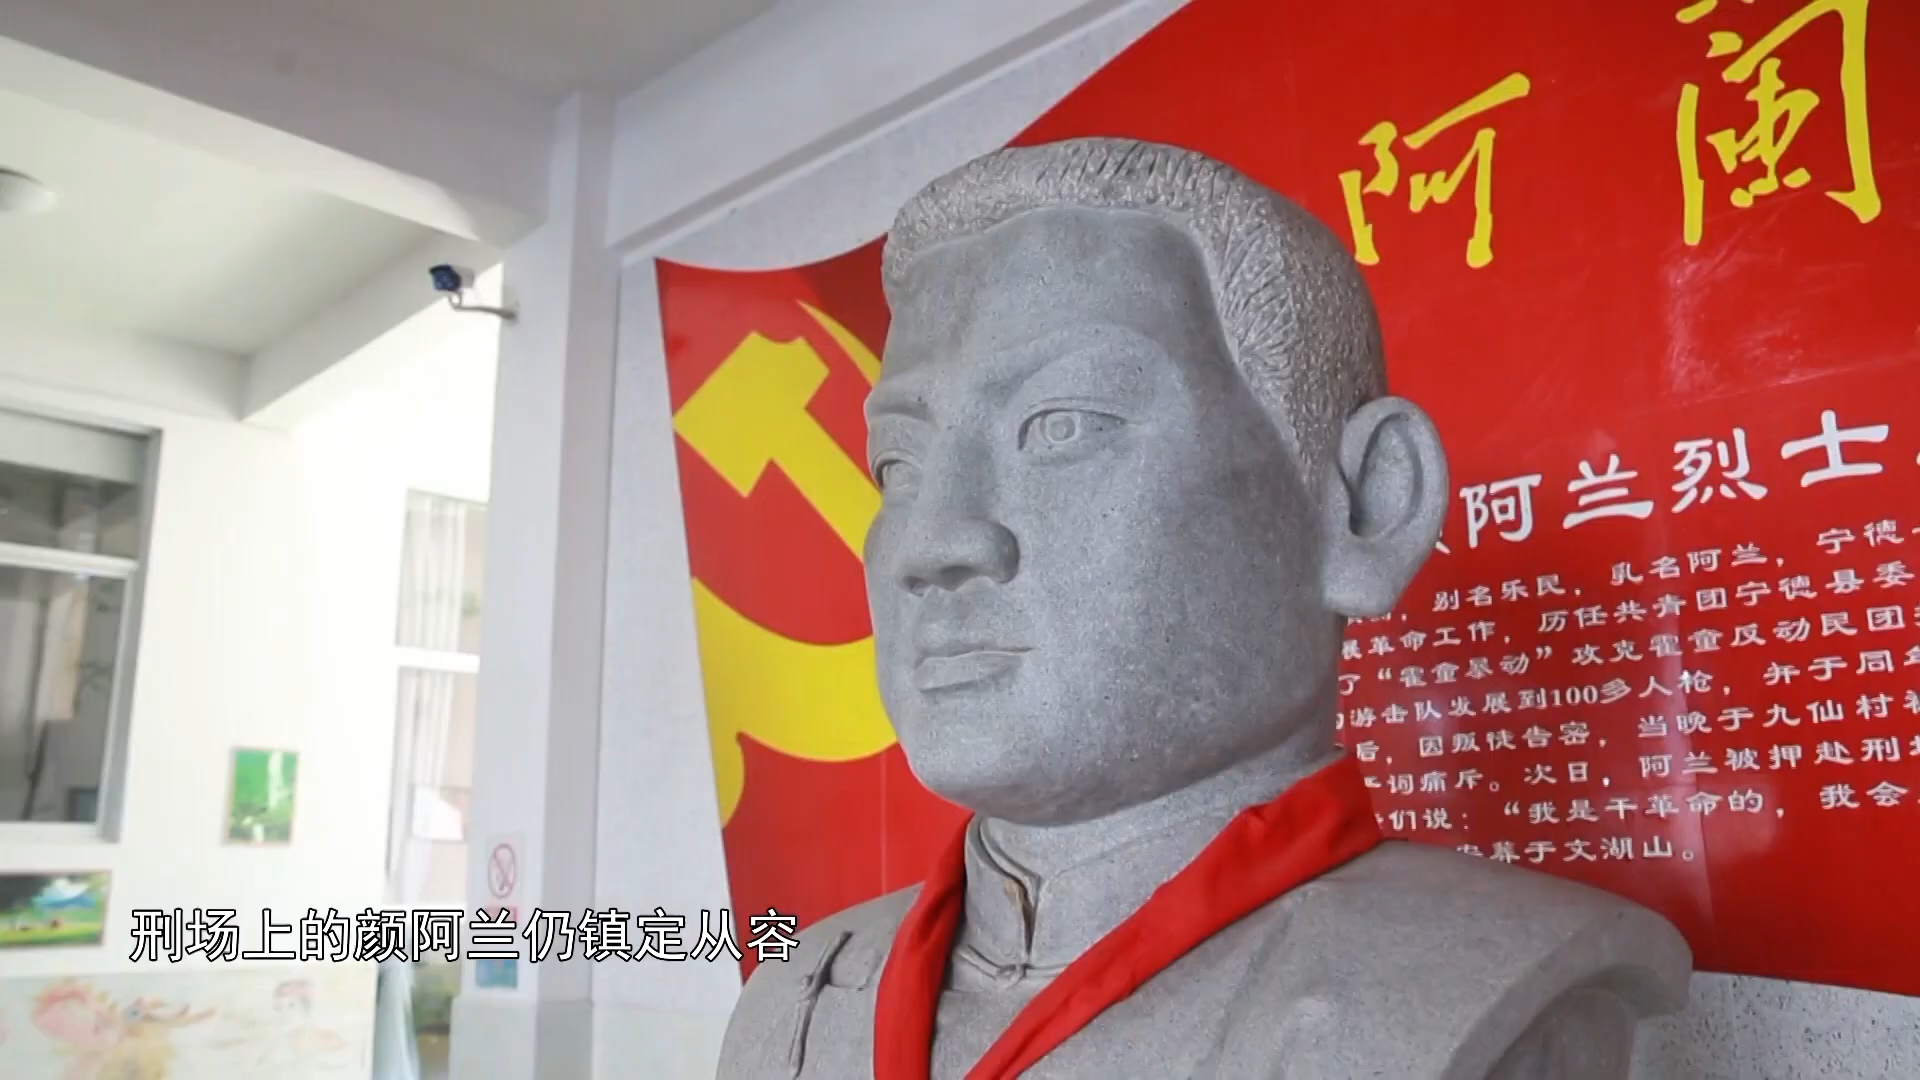 阿 阑
阿兰烈士
别名乐民，乳名阿兰，宁德
展革命工作，历任共青团宁德县委
了“霍童暴动”攻克霍童反动民团
游击队发展到100多人枪，并于同年
后，因叛徒告密，当晚于九仙村被
词痛斥。次日，阿兰被押赴刑场
们说：“我是干革命的，我会
葬于文湖山。
刑场上的颜阿兰仍镇定从容